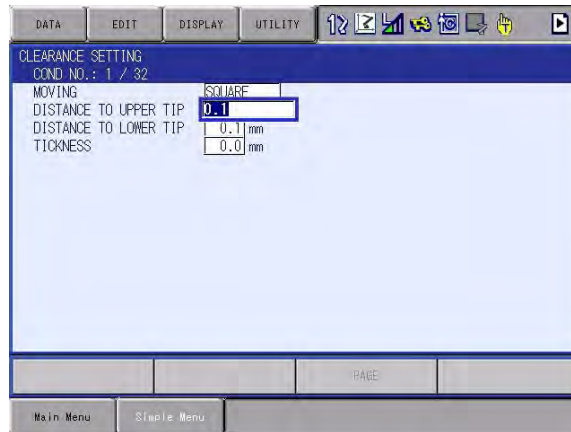 DATA EDIT DISPLAY UTILITY
CLEARANCE SETTING
COND NO.: 1 / 32
MOVING SQUARE
DISTANCE TO UPPER TIP 0.1
DISTANCE TO LOWER TIP 0.1 mm
TICKNESS 0.0 mm
PAGE
Main Menu Simple Menu